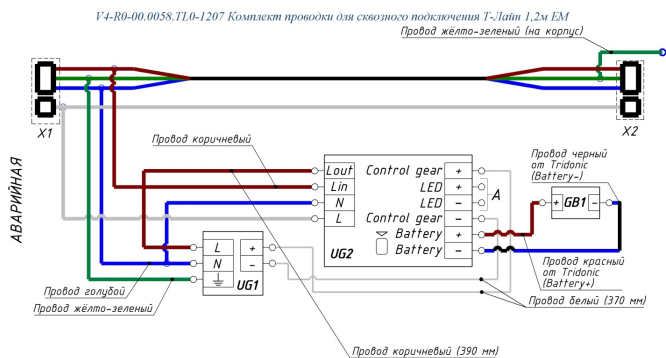 V4-R0-00.0058.TL0-1207 Комплект проводки для сквозного подключения Т-Лайн 1,2м ЕМ
Провод жёлто-зеленый (на корпус)
X1
X2
АВАРИЙНАЯ
Провод коричневый
Lout
Lin
N
L
Control gear +
LED +
LED -
Control gear -
Battery +
Battery -
UG2
A
Провод черный
от Tridonic
(Battery-)
+ GB1 -
Провод красный
от Tridonic
(Battery+)
L +
N -
UG1
Провод голубой
Провод жёлто-зеленый
Провод белый (370 мм)
Провод коричневый (390 мм)